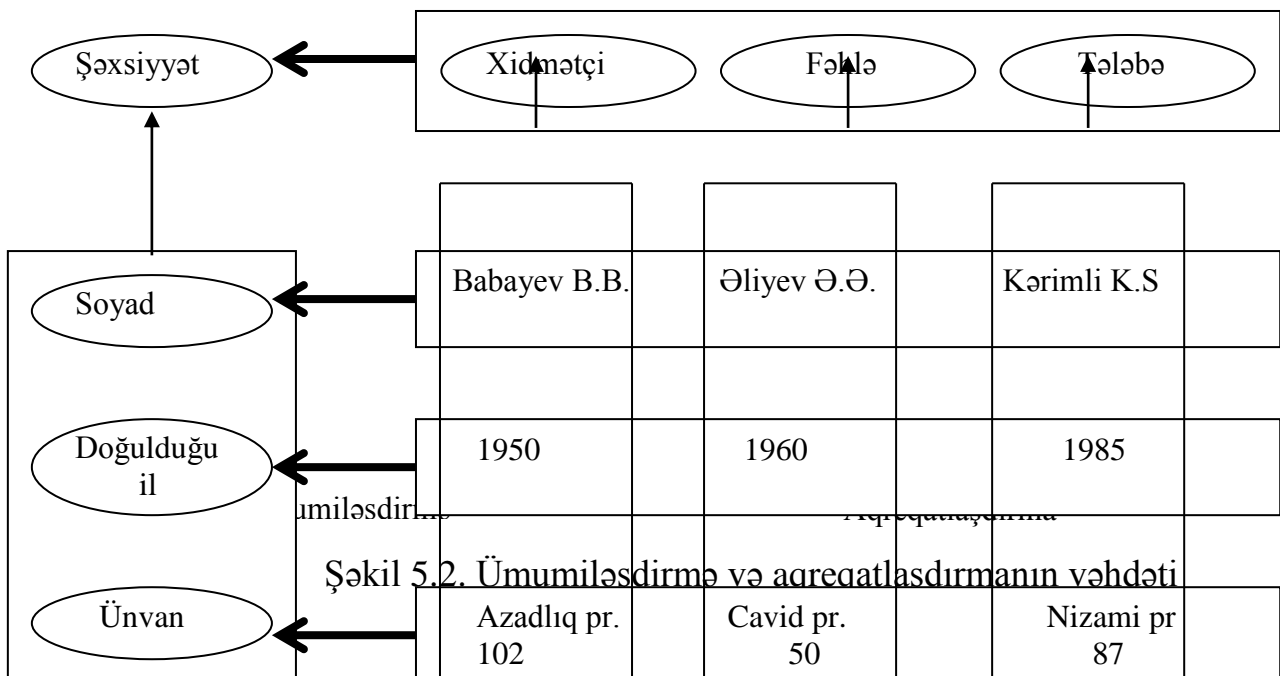 Şəxsiyyət
Xidmətçi
Fəhlə
Tələbə
Soyad
Babayev B.B.
Əliyev Ə.Ə.
Kərimli K.S
Doğulduğu
il
1950
1960
1985
Şəkil 5.2. Ümumiləşdirmə və aqreqatlaşdırmanın vəhdəti
Ünvan
Azadlıq pr.
102
Cavid pr.
50
Nizami pr
87